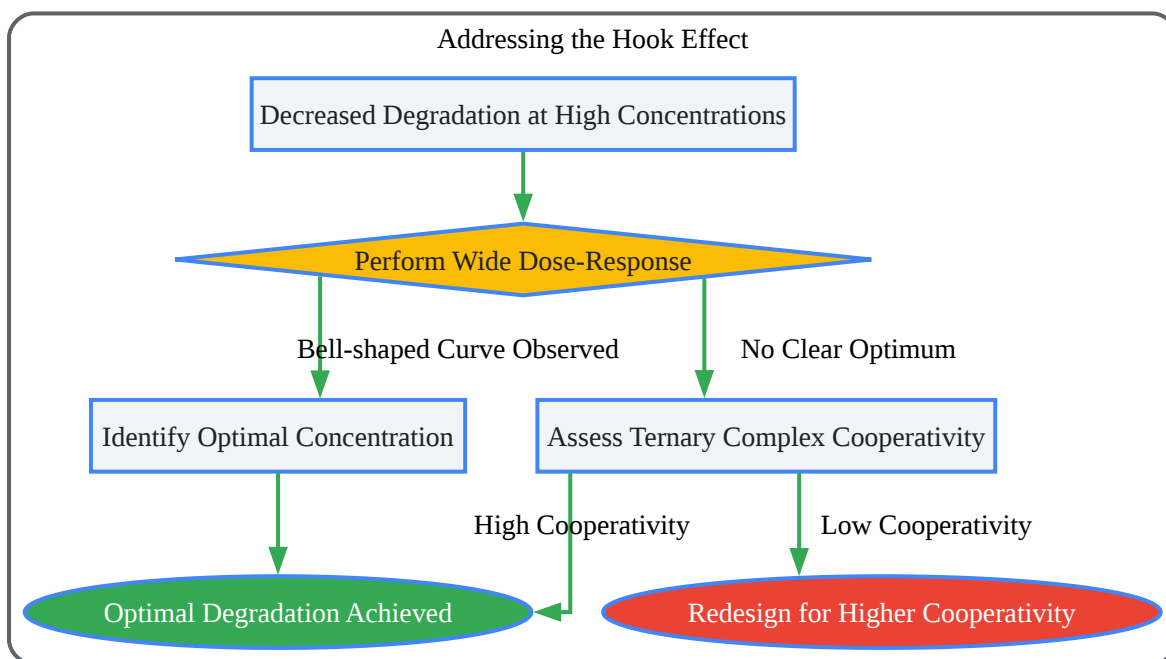 Addressing the Hook Effect
Decreased Degradation at High Concentrations
Perform Wide Dose-Response
Bell-shaped Curve Observed
No Clear Optimum
Identify Optimal Concentration
Assess Ternary Complex Cooperativity
High Cooperativity
Low Cooperativity
Optimal Degradation Achieved
Redesign for Higher Cooperativity